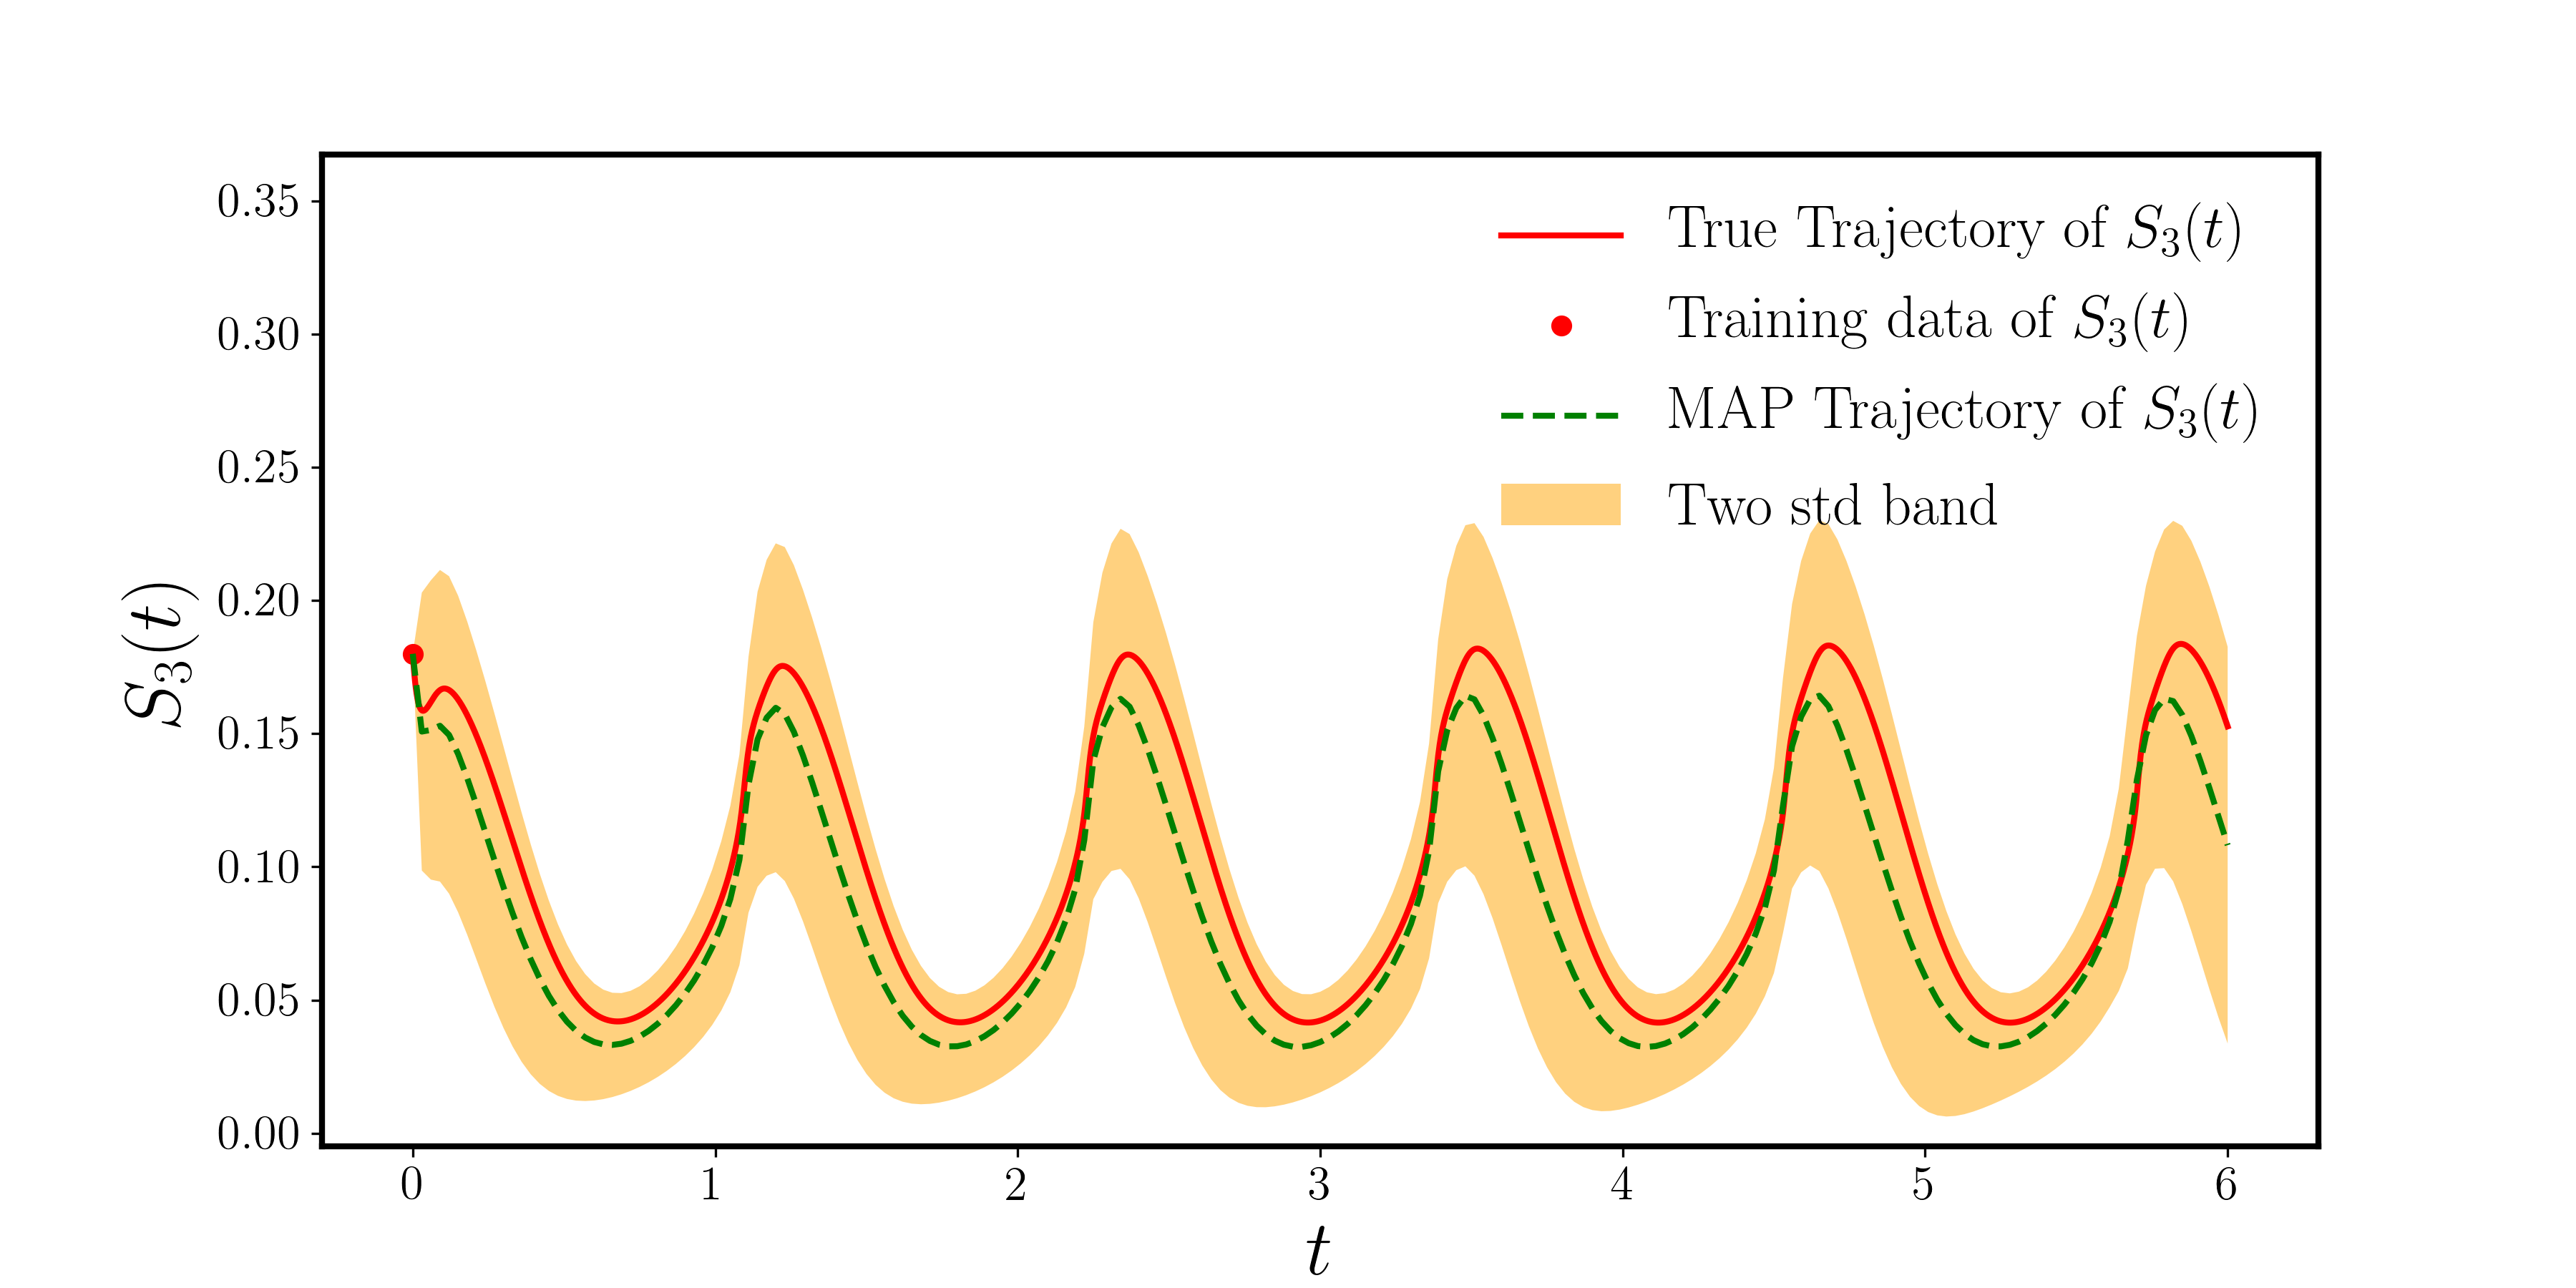 True Trajectory of S₃(t)
Training data of S₃(t)
MAP Trajectory of S₃(t)
Two std band
S₃(t)
0.35
0.30
0.25
0.20
0.15
0.10
0.05
0.00
0 1 2 3 4 5 6
t